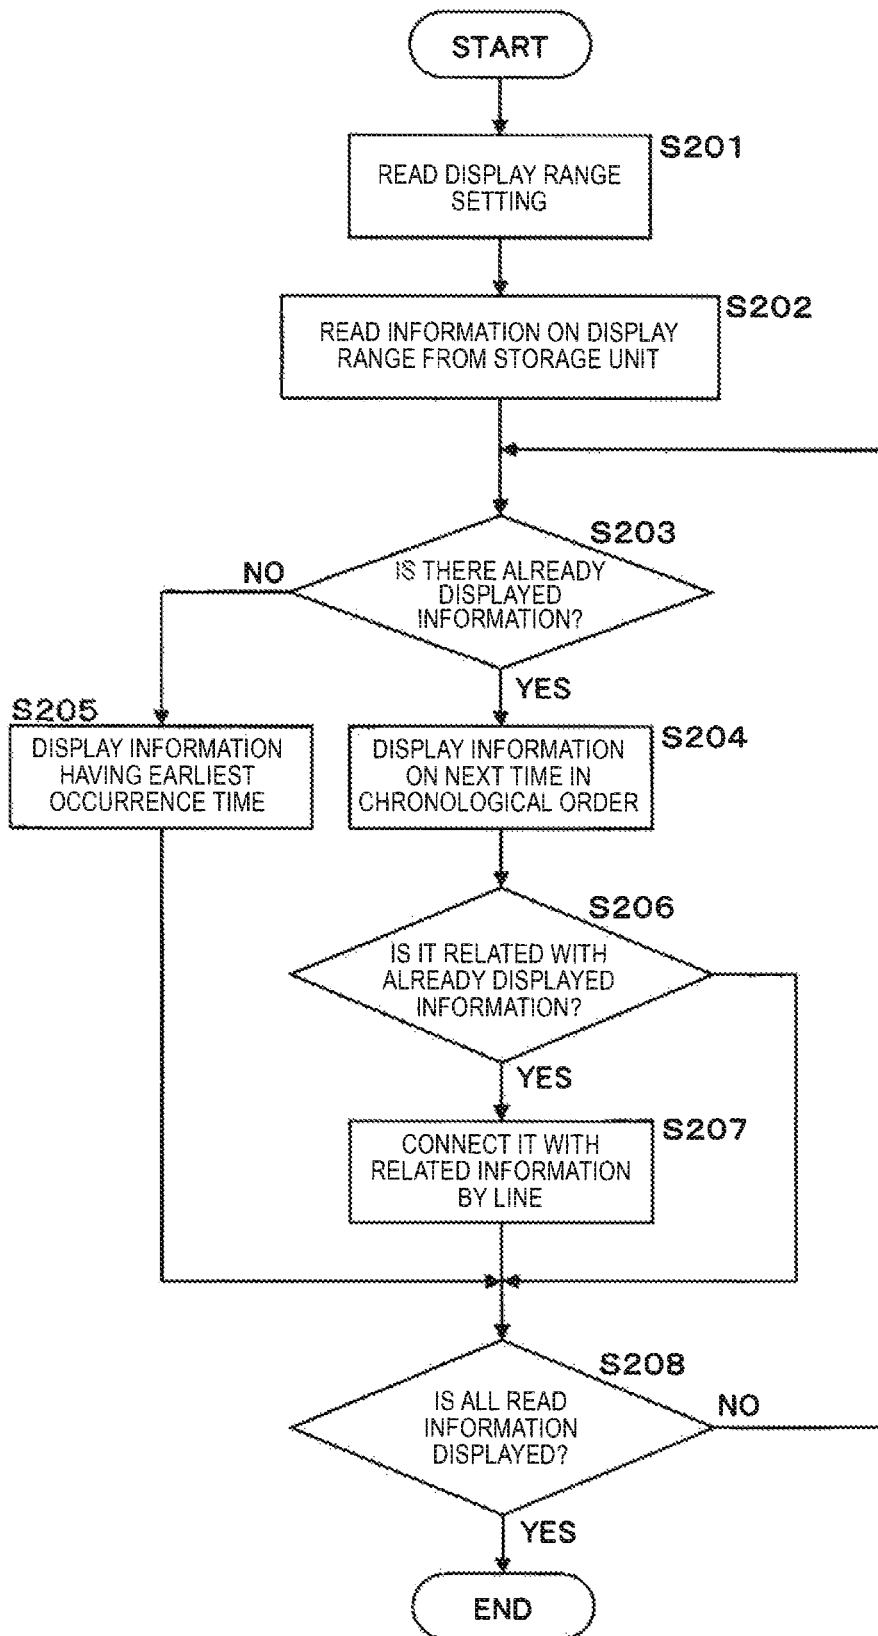 START
S201
READ DISPLAY RANGE
SETTING
S202
READ INFORMATION ON DISPLAY
RANGE FROM STORAGE UNIT
S203
IS THERE ALREADY
DISPLAYED
INFORMATION?
NO
YES
S205
DISPLAY INFORMATION
HAVING EARLIEST
OCCURRENCE TIME
S204
DISPLAY INFORMATION
ON NEXT TIME IN
CHRONOLOGICAL ORDER
S206
IS IT RELATED WITH
ALREADY DISPLAYED
INFORMATION?
YES
S207
CONNECT IT WITH
RELATED INFORMATION
BY LINE
S208
IS ALL READ
INFORMATION
DISPLAYED?
NO
YES
END